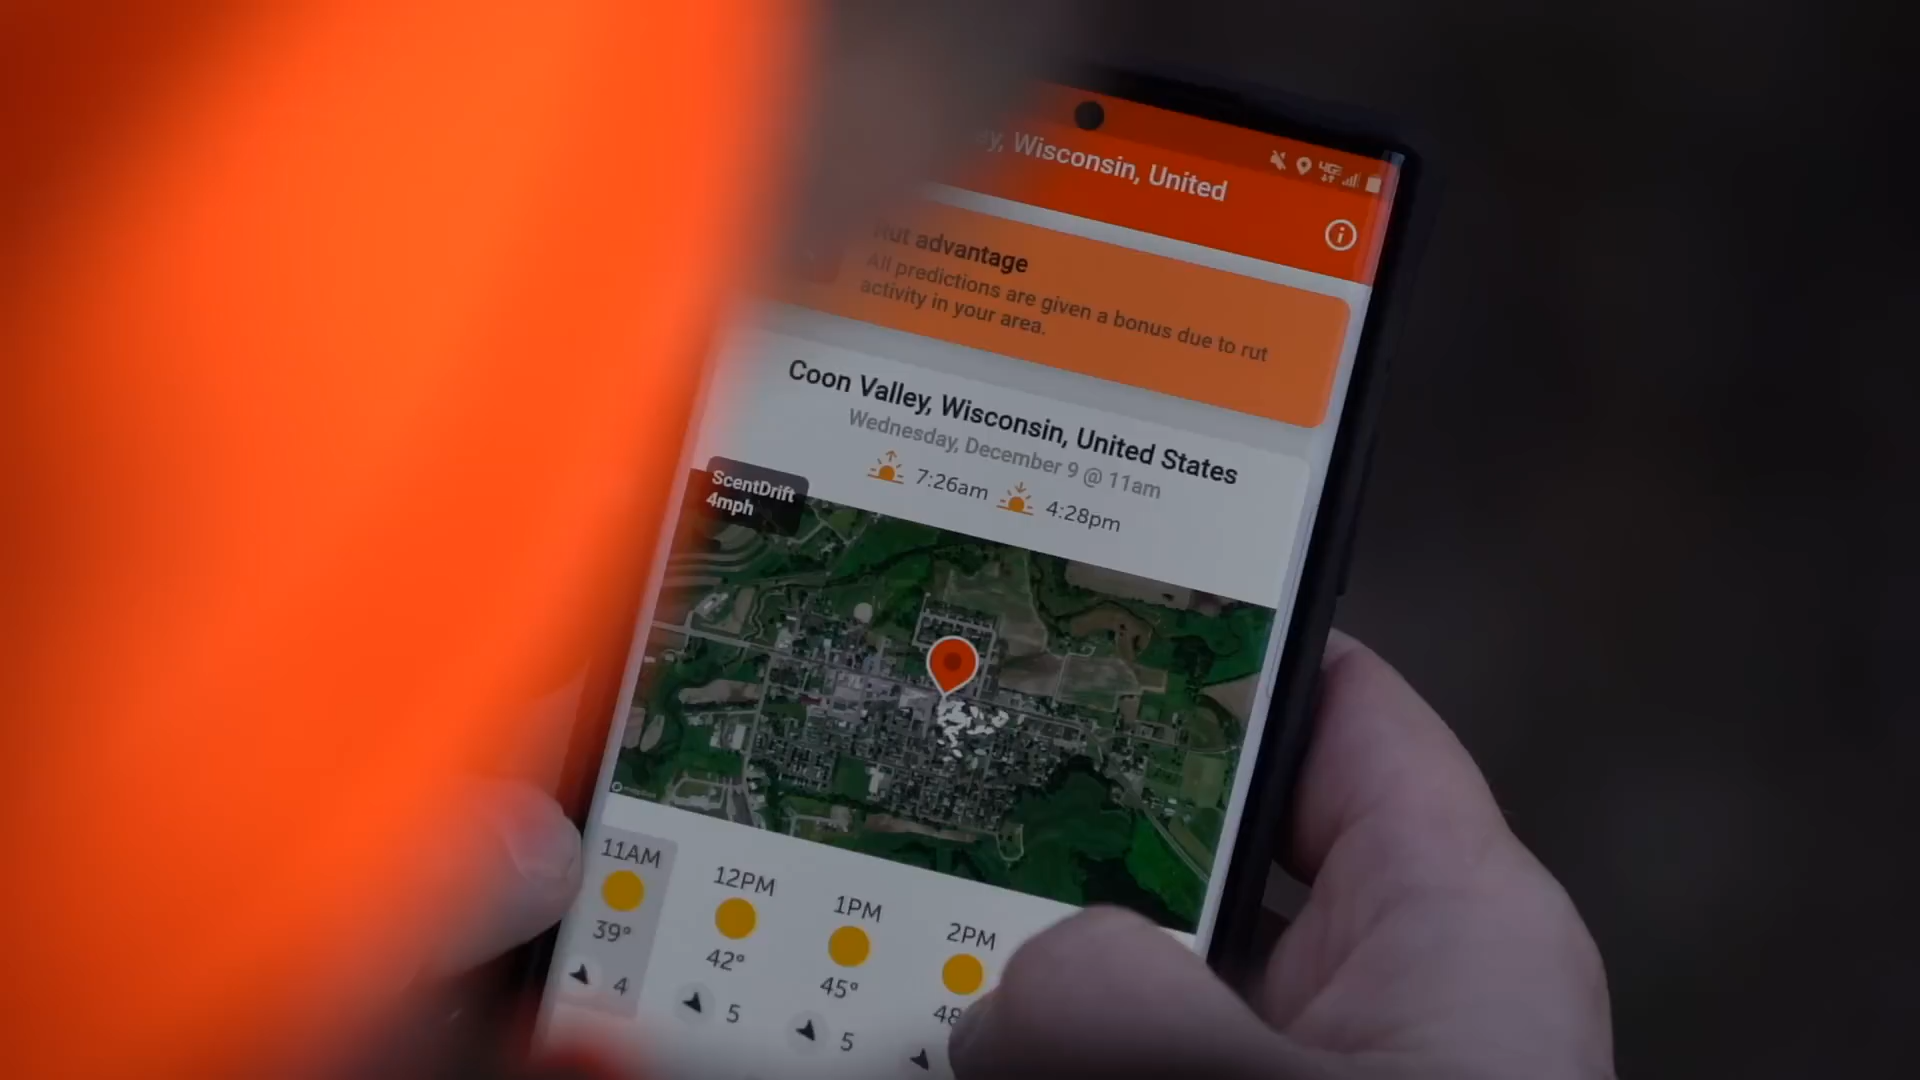 Wisconsin, United
Rut advantage
All predictions are given a bonus due to rut
activity in your area.
Coon Valley, Wisconsin, United States
Wednesday, December 9 @ 11am
7:26am 4:28pm
ScentDrift
4mph
11AM 12PM 1PM 2PM
39° 42° 45° 48
4 5 5